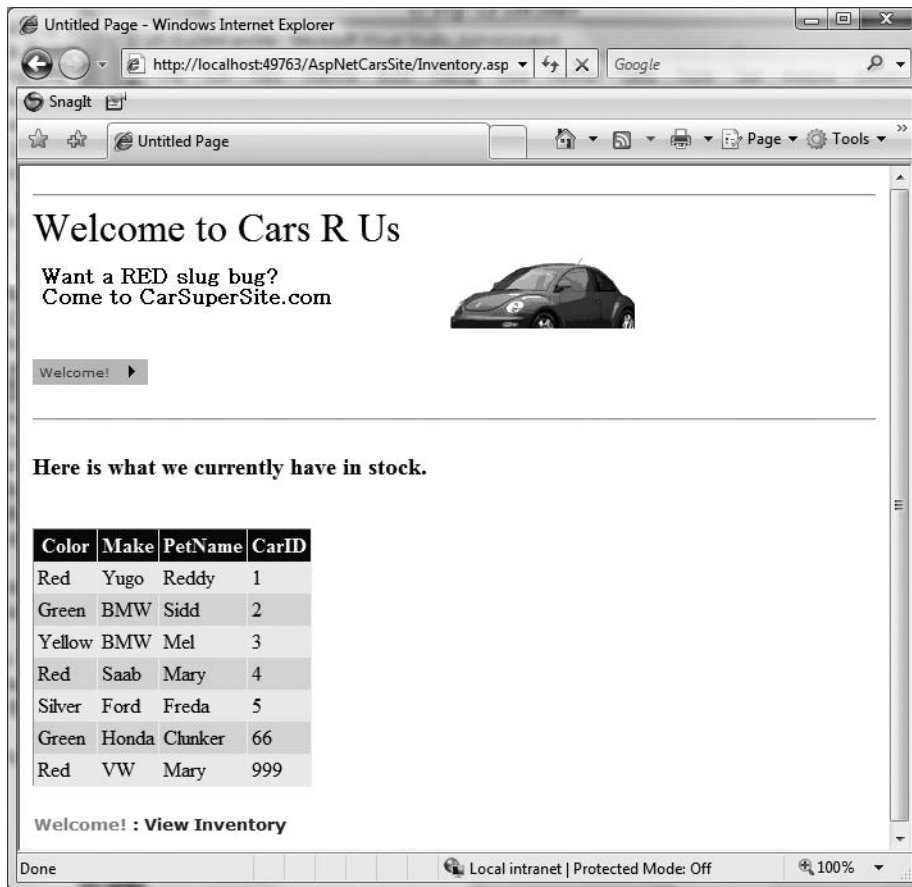 Untitled Page - Windows Internet Explorer
http://localhost:49763/AspNetCarsSite/Inventory.asp
Google
SnagIt
Untitled Page
Page
Tools
Welcome to Cars R Us
Want a RED slug bug?
Come to CarSuperSite.com
Welcome!
Here is what we currently have in stock.
Color Make PetName CarID
Red Yugo Reddy 1
Green BMW Sidd 2
Yellow BMW Mel 3
Red Saab Mary 4
Silver Ford Freda 5
Green Honda Clunker 66
Red VW Mary 999
Welcome! : View Inventory
Done
Local intranet | Protected Mode: Off
100%